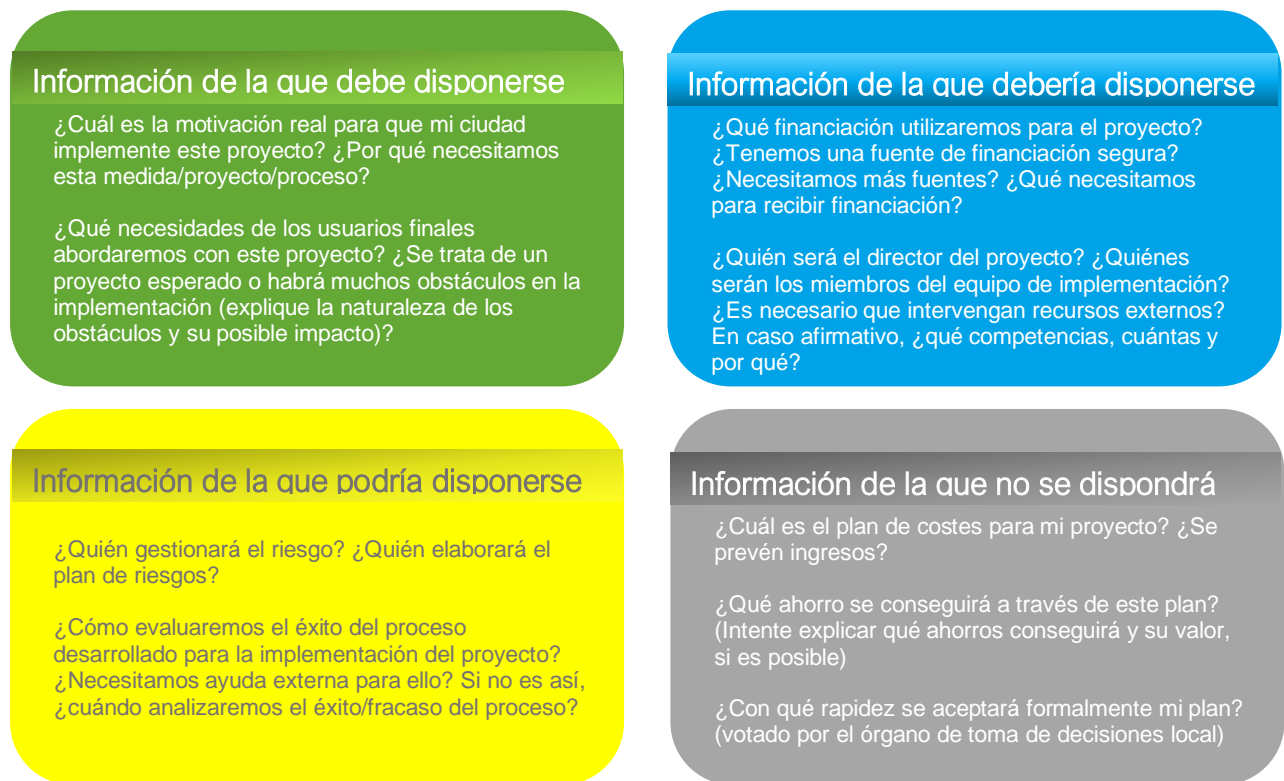 Información de la que debe disponerse
¿Cuál es la motivación real para que mi ciudad
implemente este proyecto? ¿Por qué necesitamos
esta medida/proyecto/proceso?
¿Qué necesidades de los usuarios finales
abordaremos con este proyecto? ¿Se trata de un
proyecto esperado o habrá muchos obstáculos en la
implementación (explique la naturaleza de los
obstáculos y su posible impacto)?
Información de la que debería disponerse
¿Qué financiación utilizaremos para el proyecto?
¿Tenemos una fuente de financiación segura?
¿Necesitamos más fuentes? ¿Qué necesitamos
para recibir financiación?
¿Quién será el director del proyecto? ¿Quiénes
serán los miembros del equipo de implementación?
¿Es necesario que intervengan recursos externos?
En caso afirmativo, ¿qué competencias, cuántas y
por qué?
Información de la que podría disponerse
¿Quién gestionará el riesgo? ¿Quién elaborará el
plan de riesgos?
¿Cómo evaluaremos el éxito del proceso
desarrollado para la implementación del proyecto?
¿Necesitamos ayuda externa para ello? Si no es así,
¿cuándo analizaremos el éxito/fracaso del proceso?
Información de la que no se dispondrá
¿Cuál es el plan de costes para mi proyecto? ¿Se
prevén ingresos?
¿Qué ahorro se conseguirá a través de este plan?
(Intente explicar qué ahorros conseguirá y su valor,
si es posible)
¿Con qué rapidez se aceptará formalmente mi plan?
(votado por el órgano de toma de decisiones local)